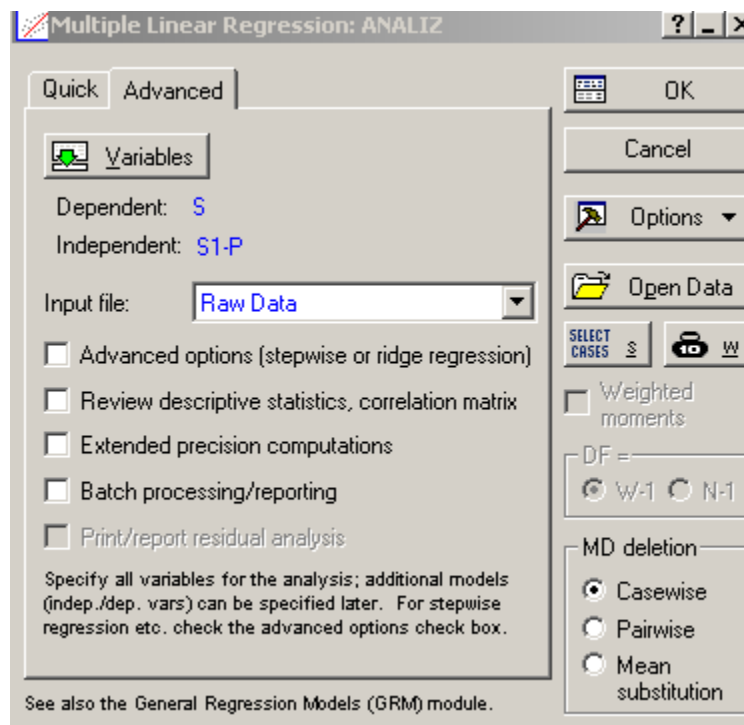 Multiple Linear Regression: ANALIZ
Quick
Advanced
Variables
Dependent: S
Independent: S1-P
Input file: Raw Data
Advanced options (stepwise or ridge regression)
Review descriptive statistics, correlation matrix
Extended precision computations
Batch processing/reporting
Print/report residual analysis
Specify all variables for the analysis; additional models
(indep./dep. vars) can be specified later. For stepwise
regression etc. check the advanced options check box.
See also the General Regression Models (GRM) module.
OK
Cancel
Options
Open Data
SELECT
CASES S
10 W
Weighted
moments
DF =
W-1 N-1
MD deletion
Casewise
Pairwise
Mean
substitution